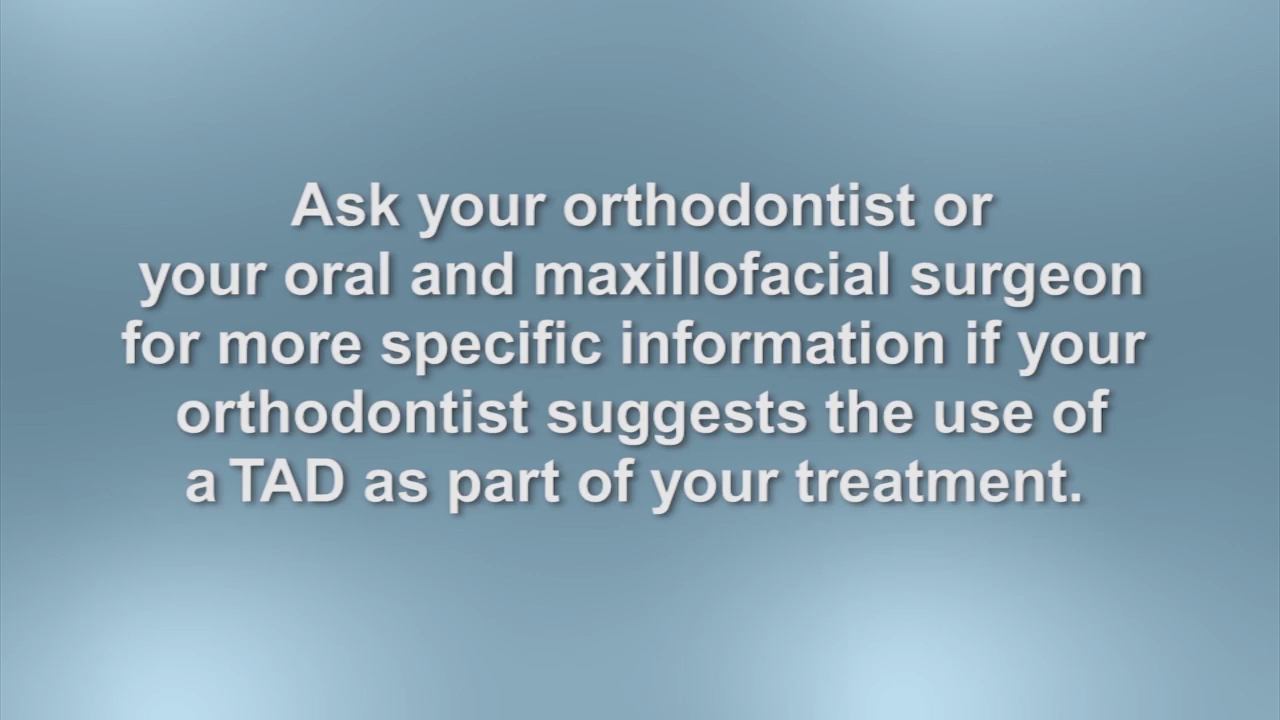 Ask your orthodontist or
your oral and maxillofacial surgeon
for more specific information if your
orthodontist suggests the use of
a TAD as part of your treatment.